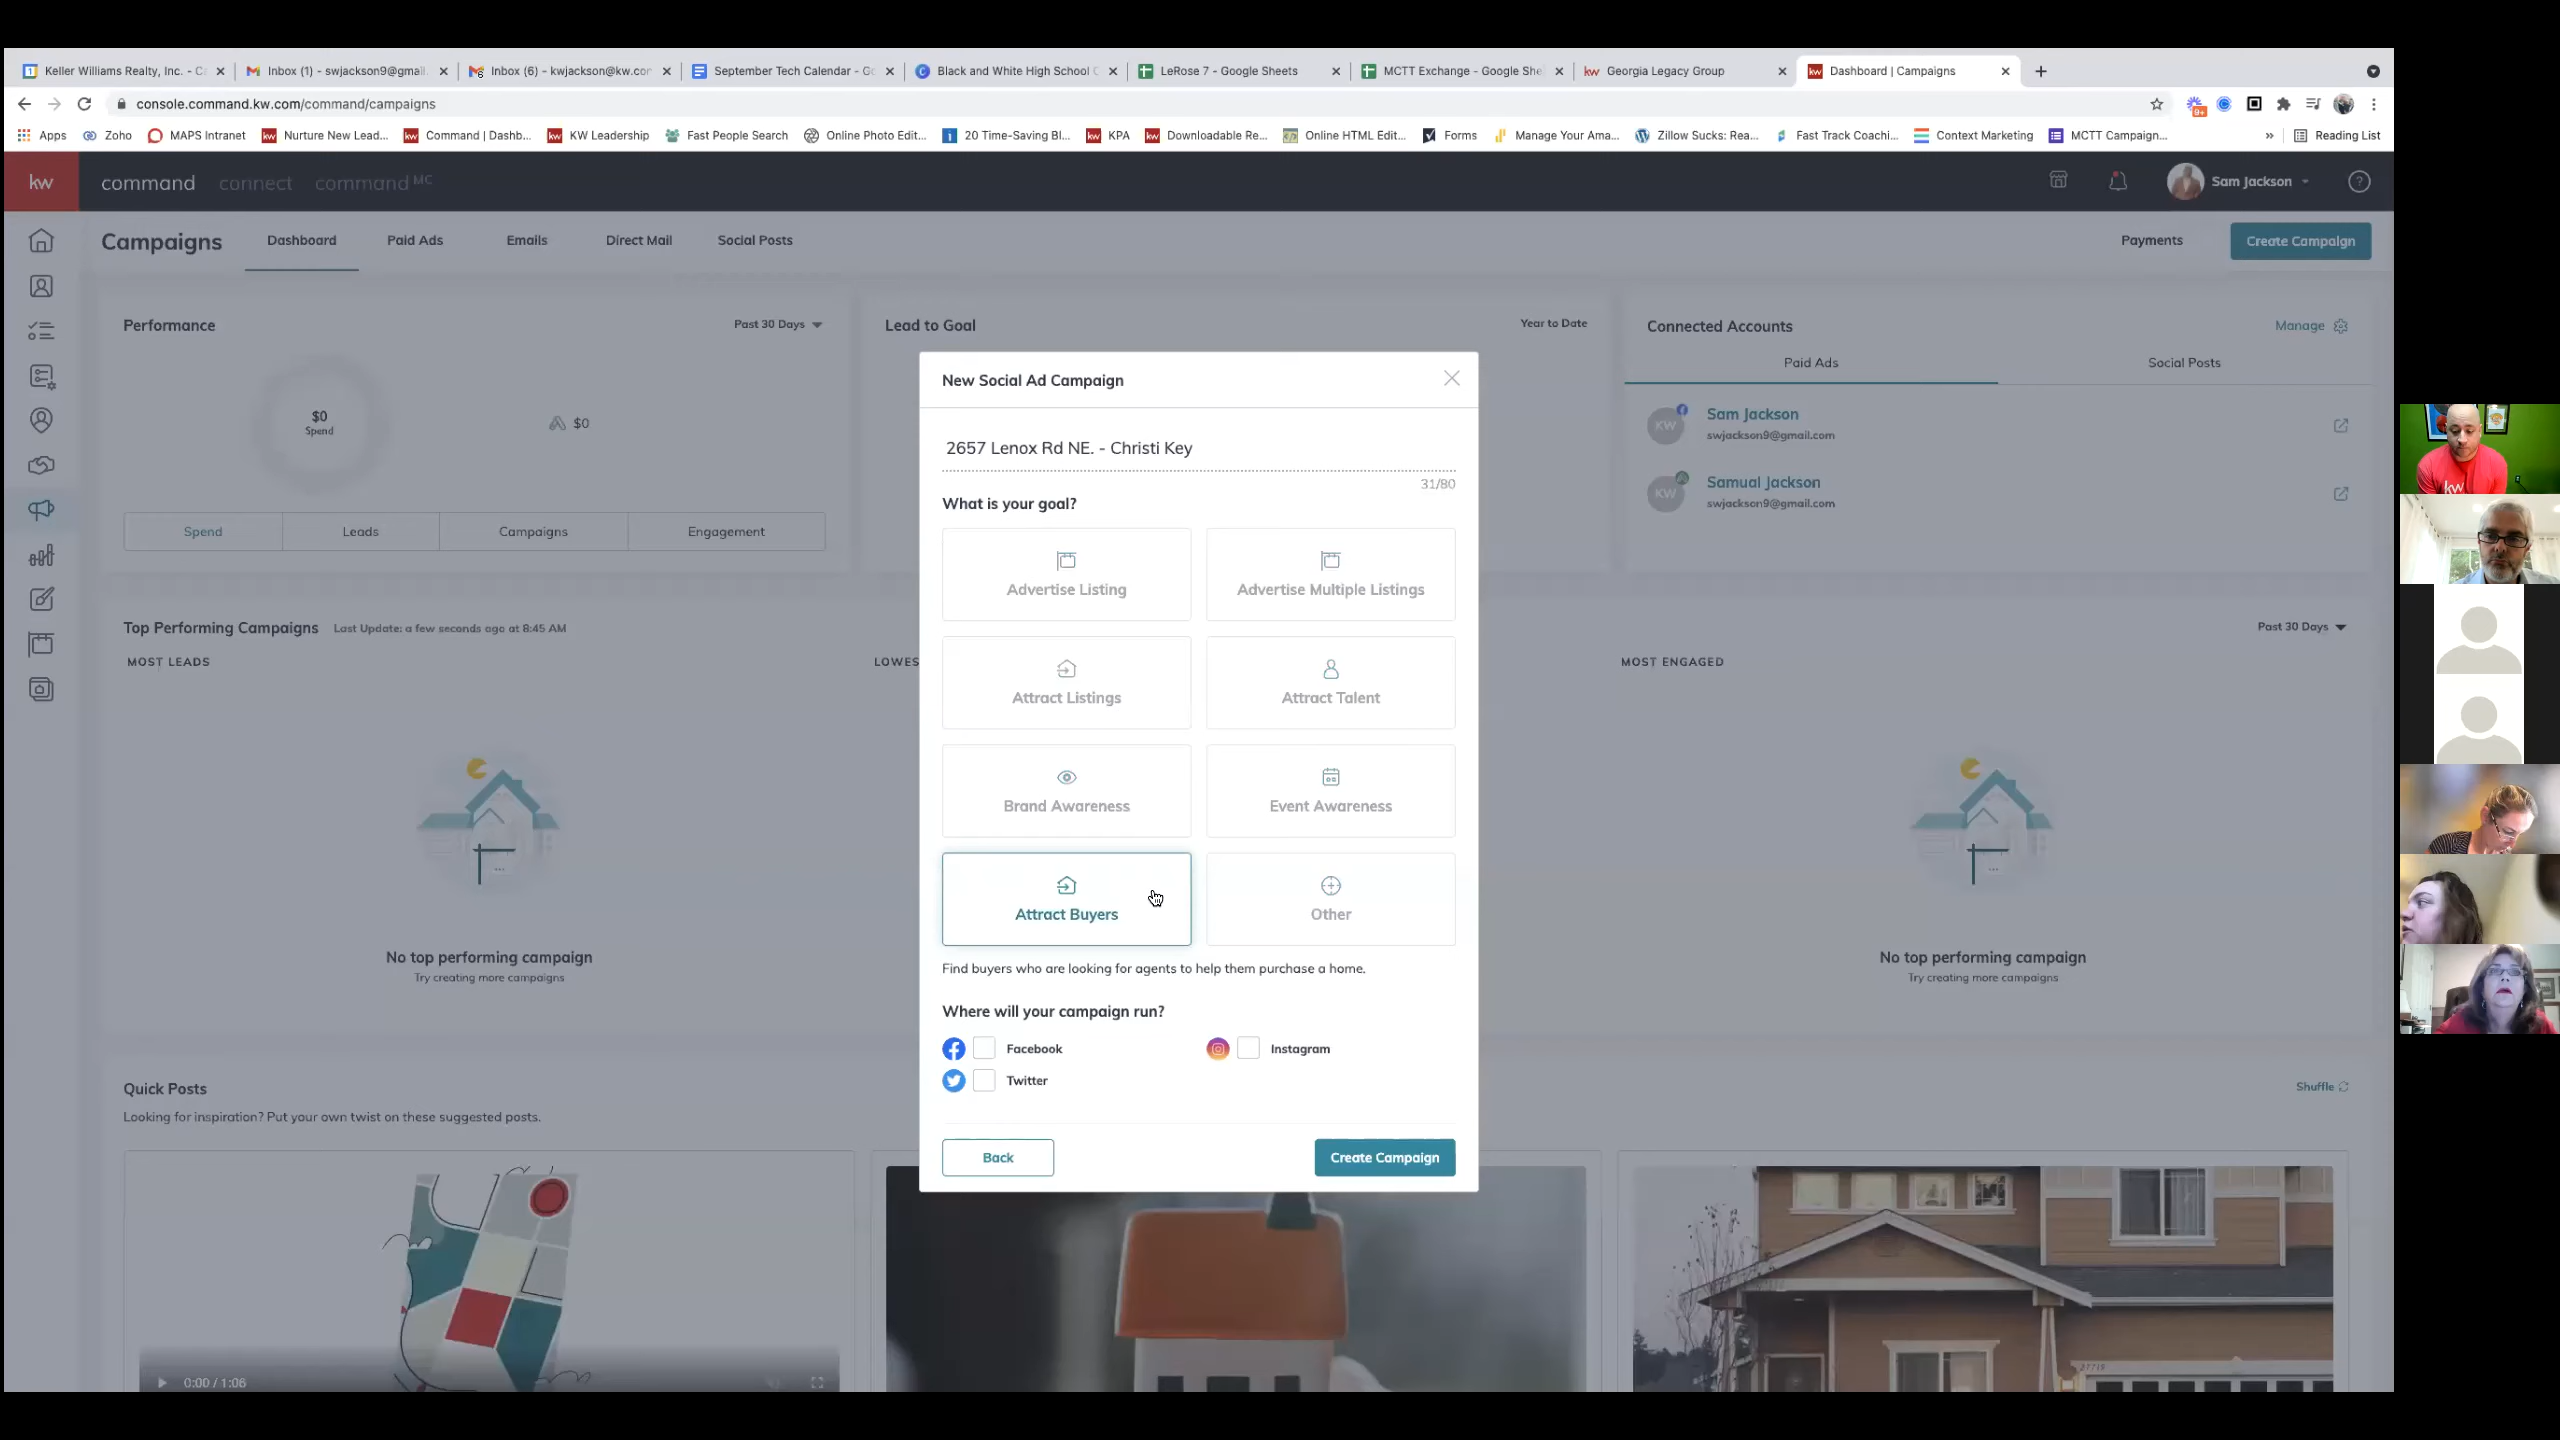 Keller Williams Realty, Inc. - C
Inbox (1) - swjackson9@gmail.
Inbox (6) - kwjackson@kw.cor
September Tech Calendar - Go
Black and White High School C
LeRose 7 - Google Sheets
MCTT Exchange - Google She
Georgia Legacy Group
Dashboard | Campaigns
console.command.kw.com/command/campaigns
Apps
Zoho
MAPS Intranet
Nurture New Lead...
Command | Dashb...
KW Leadership
Fast People Search
Online Photo Edit...
20 Time-Saving Bl...
KPA
Downloadable Re...
Online HTML Edit...
Forms
Manage Your Ama...
Zillow Sucks: Rea...
Fast Track Coachi...
Context Marketing
MCTT Campaign...
»
Reading List
kw
command
connect
command MC
Sam Jackson
Campaigns
Dashboard
Paid Ads
Emails
Direct Mail
Social Posts
Payments
Create Campaign
Performance
Past 30 Days
$0
Spend
$0
Spend
Leads
Campaigns
Engagement
Lead to Goal
Year to Date
Connected Accounts
Manage
Paid Ads
Social Posts
KW
Sam Jackson
swjackson9@gmail.com
KW
Samual Jackson
swjackson9@gmail.com
Top Performing Campaigns
Last Update: a few seconds ago at 8:45 AM
Past 30 Days
MOST LEADS
LOWES
MOST ENGAGED
No top performing campaign
Try creating more campaigns
No top performing campaign
Try creating more campaigns
New Social Ad Campaign
2657 Lenox Rd NE. - Christi Key
31/80
What is your goal?
Advertise Listing
Advertise Multiple Listings
Attract Listings
Attract Talent
Brand Awareness
Event Awareness
Attract Buyers
Other
Find buyers who are looking for agents to help them purchase a home.
Where will your campaign run?
Facebook
Instagram
Twitter
Back
Create Campaign
Quick Posts
Looking for inspiration? Put your own twist on these suggested posts.
Shuffle
0:00 / 1:06
27719
kw